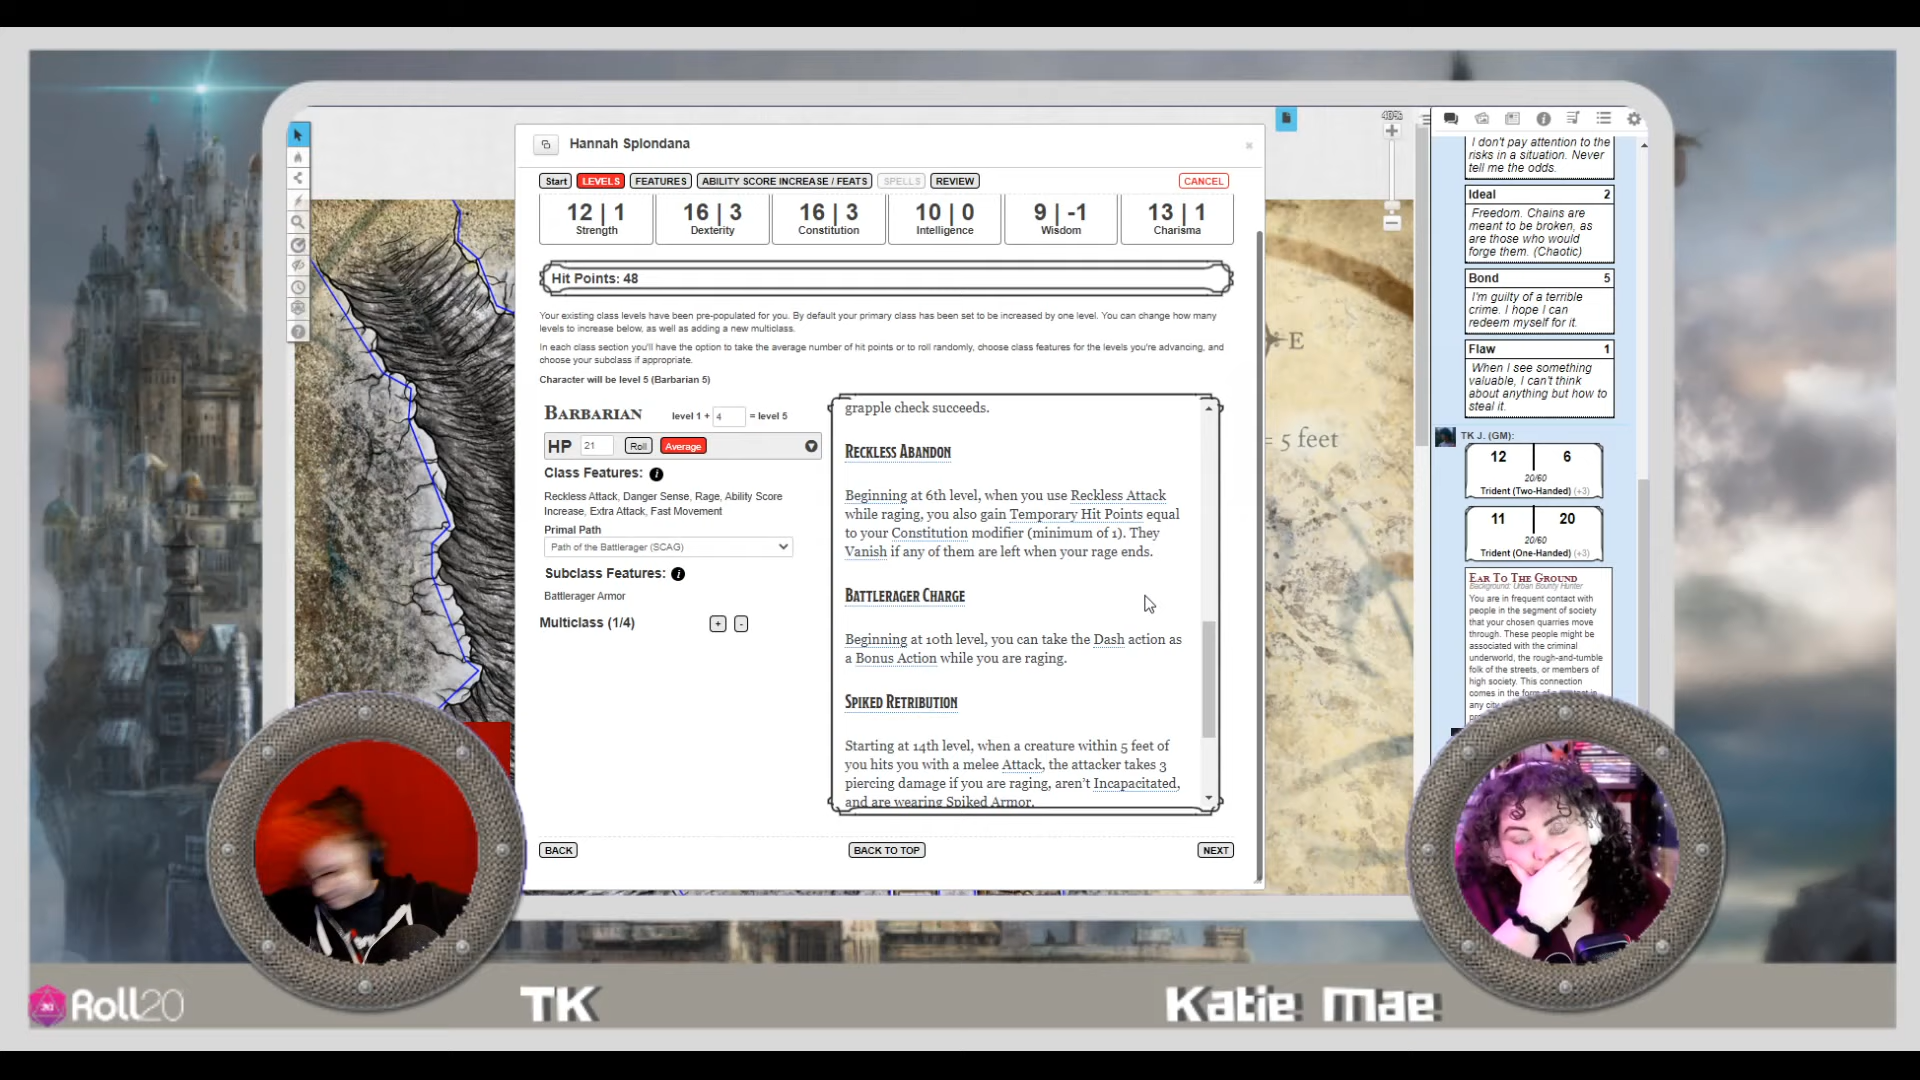 Hannah Splondana
Start LEVELS FEATURES ABILITY SCORE INCREASE / FEATS SPELLS REVIEW CANCEL
12 | 1
Strength
16 | 3
Dexterity
16 | 3
Constitution
10 | 0
Intelligence
9 | -1
Wisdom
13 | 1
Charisma
Hit Points: 48
Your existing class levels have been pre-populated for you. By default your primary class has been set to be increased by one level. You can change how many
levels to increase below, as well as adding a new multiclass.
In each class section you'll have the option to take the average number of hit points or to roll randomly, choose class features for the levels you're advancing, and
choose your subclass if appropriate.
Character will be level 5 (Barbarian 5)
BARBARIAN level 1 + 4 = level 5
HP 21 Roll Average
Class Features:
Reckless Attack, Danger Sense, Rage, Ability Score
Increase, Extra Attack, Fast Movement
Primal Path
Path of the Battlerager (SCAG)
Subclass Features:
Battlerager Armor
Multiclass (1/4) + -
grapple check succeeds.
RECKLESS ABANDON
Beginning at 6th level, when you use Reckless Attack
while raging, you also gain Temporary Hit Points equal
to your Constitution modifier (minimum of 1). They
Vanish if any of them are left when your rage ends.
BATTLERAGER CHARGE
Beginning at 10th level, you can take the Dash action as
a Bonus Action while you are raging.
SPIKED RETRIBUTION
Starting at 14th level, when a creature within 5 feet of
you hits you with a melee Attack, the attacker takes 3
piercing damage if you are raging, aren't Incapacitated,
and are wearing Spiked Armor.
BACK BACK TO TOP NEXT
E
= 5 feet
40%
I don't pay attention to the
risks in a situation. Never
tell me the odds.
Ideal 2
Freedom. Chains are
meant to be broken, as
are those who would
forge them. (Chaotic)
Bond 5
I'm guilty of a terrible
crime. I hope I can
redeem myself for it.
Flaw 1
When I see something
valuable, I can't think
about anything but how to
steal it.
TK J. (GM):
12 6
20/60
Trident (Two-Handed) (+3)
11 20
20/60
Trident (One-Handed) (+3)
EAR TO THE GROUND
Background: Urban Bounty Hunter
You are in frequent contact with
people in the segment of society
that your chosen quarries move
through. These people might be
associated with the criminal
underworld, the rough-and-tumble
folk of the streets, or members of
high society. This connection
comes in the form of a contact in
any city
Roll20
TK
Katie Mae